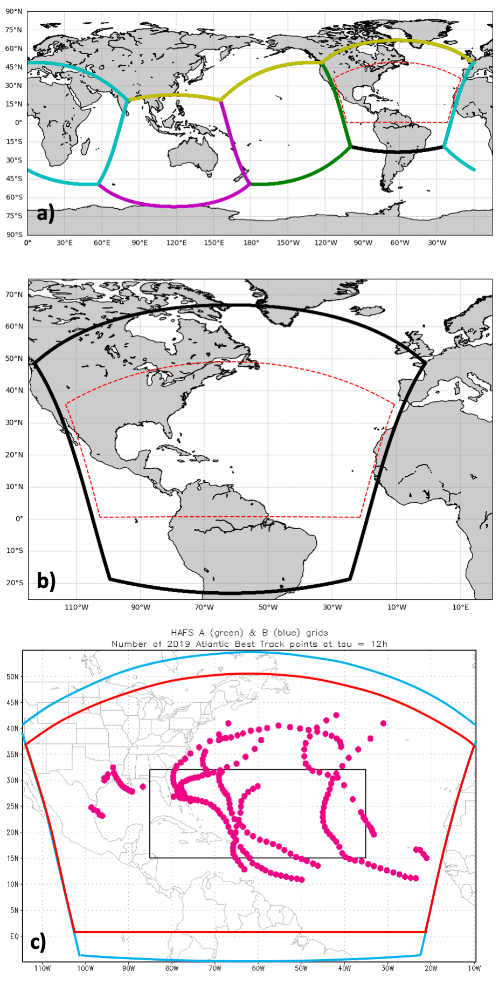 90°N
75°N
60°N
45°N
30°N
15°N
0°
15°S
30°S
45°S
60°S
75°S
90°S
a)
0° 30°E 60°E 90°E 120°E 150°E 180° 150°W 120°W 90°W 60°W 30°W
70°N
60°N
50°N
40°N
30°N
20°N
10°N
0°
10°S
20°S
b)
110°W 90°W 70°W 50°W 30°W 10°W 10°E
HAFS A (green) & B (blue) grids
Number of 2019 Atlantic Best Track points at tau = 12h
50N
45N
40N
35N
30N
25N
20N
15N
10N
5N
EQ
c)
110W 100W 90W 80W 70W 60W 50W 40W 30W 20W 10W